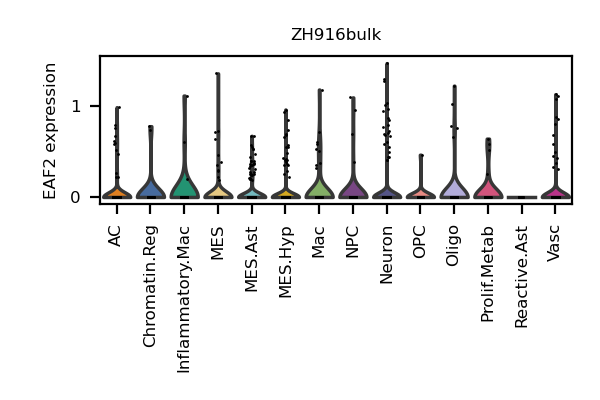 ZH916bulk
EAF2 expression
1
0
AC
Chromatin.Reg
Inflammatory.Mac
MES
MES.Ast
MES.Hyp
Mac
NPC
Neuron
OPC
Oligo
Prolif.Metab
Reactive.Ast
Vasc